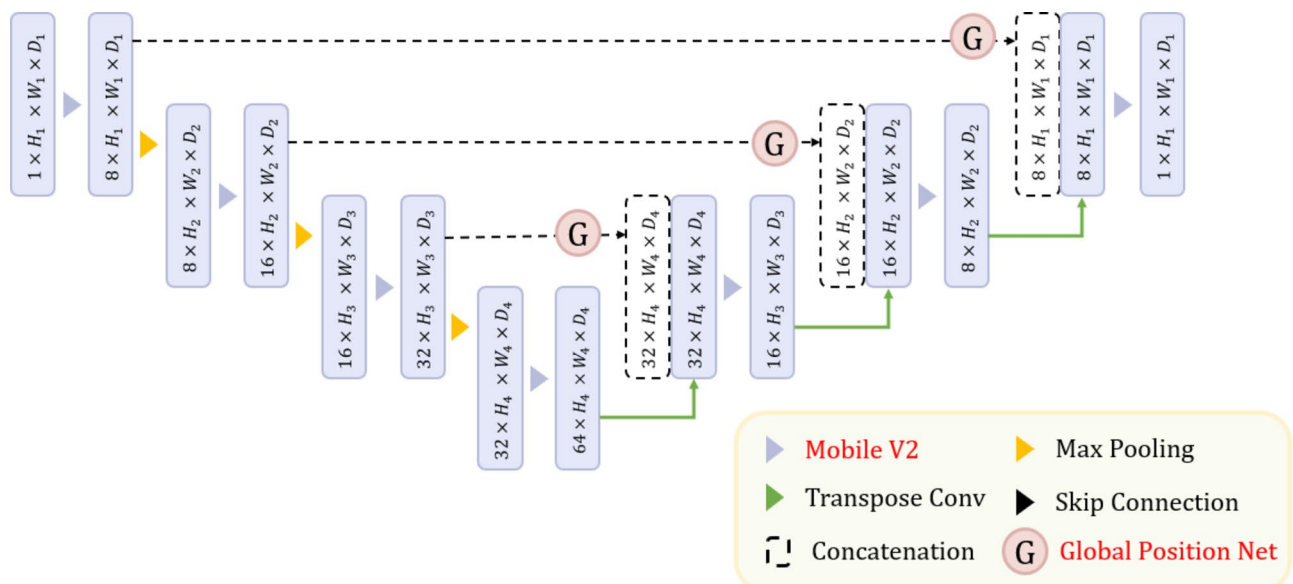 1 × H₁ × W₁ × D₁
8 × H₁ × W₁ × D₁
8 × H₂ × W₂ × D₂
16 × H₂ × W₂ × D₂
16 × H₃ × W₃ × D₃
32 × H₃ × W₃ × D₃
32 × H₄ × W₄ × D₄
64 × H₄ × W₄ × D₄
G
32 × H₄ × W₄ × D₄
32 × H₄ × W₄ × D₄
16 × H₃ × W₃ × D₃
G
16 × H₂ × W₂ × D₂
16 × H₂ × W₂ × D₂
8 × H₂ × W₂ × D₂
G
8 × H₁ × W₁ × D₁
8 × H₁ × W₁ × D₁
1 × H₁ × W₁ × D₁
Mobile V2
Max Pooling
Transpose Conv
Skip Connection
Concatenation
G
Global Position Net